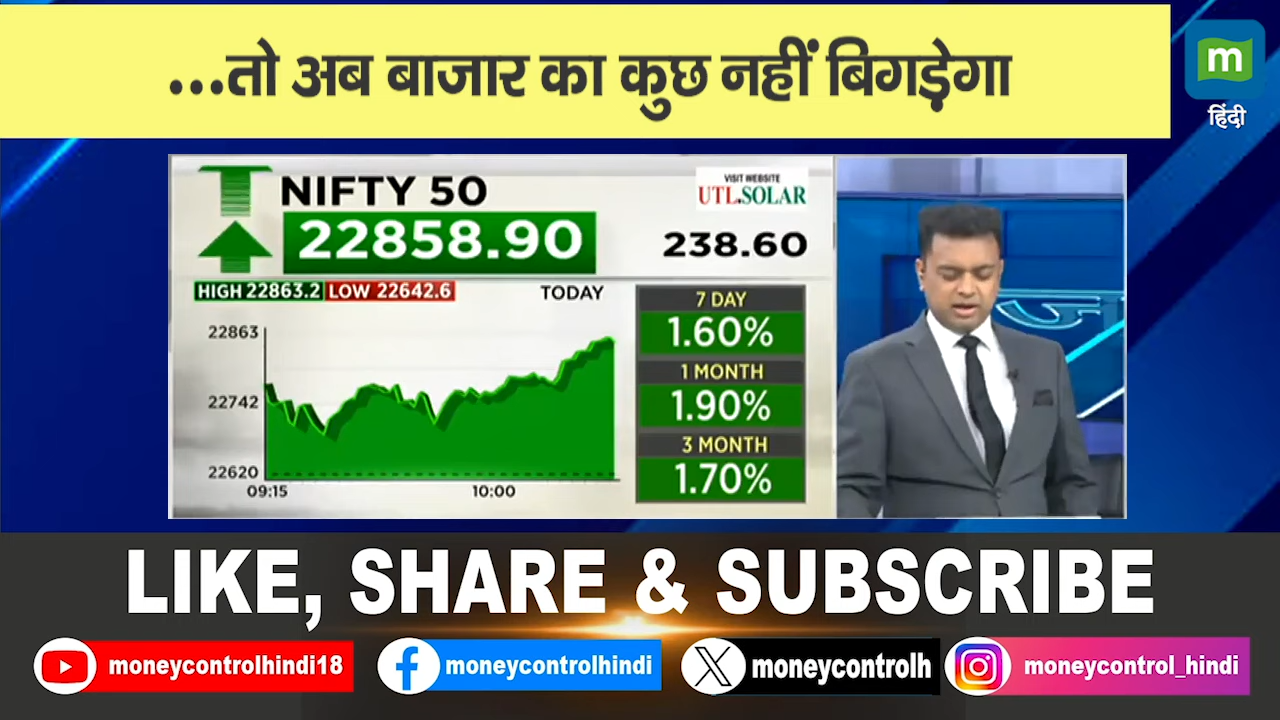 ...तो अब बाजार का कुछ नहीं बिगड़ेगा
m
हिंदी
NIFTY 50
VISIT WEBSITE
UTL.SOLAR
22858.90
238.60
HIGH 22863.2 LOW 22642.6
TODAY
22863
22742
22620
09:15
10:00
7 DAY
1.60%
1 MONTH
1.90%
3 MONTH
1.70%
LIKE, SHARE & SUBSCRIBE
moneycontrolhindi18
moneycontrolhindi
moneycontrolh
moneycontrol_hindi